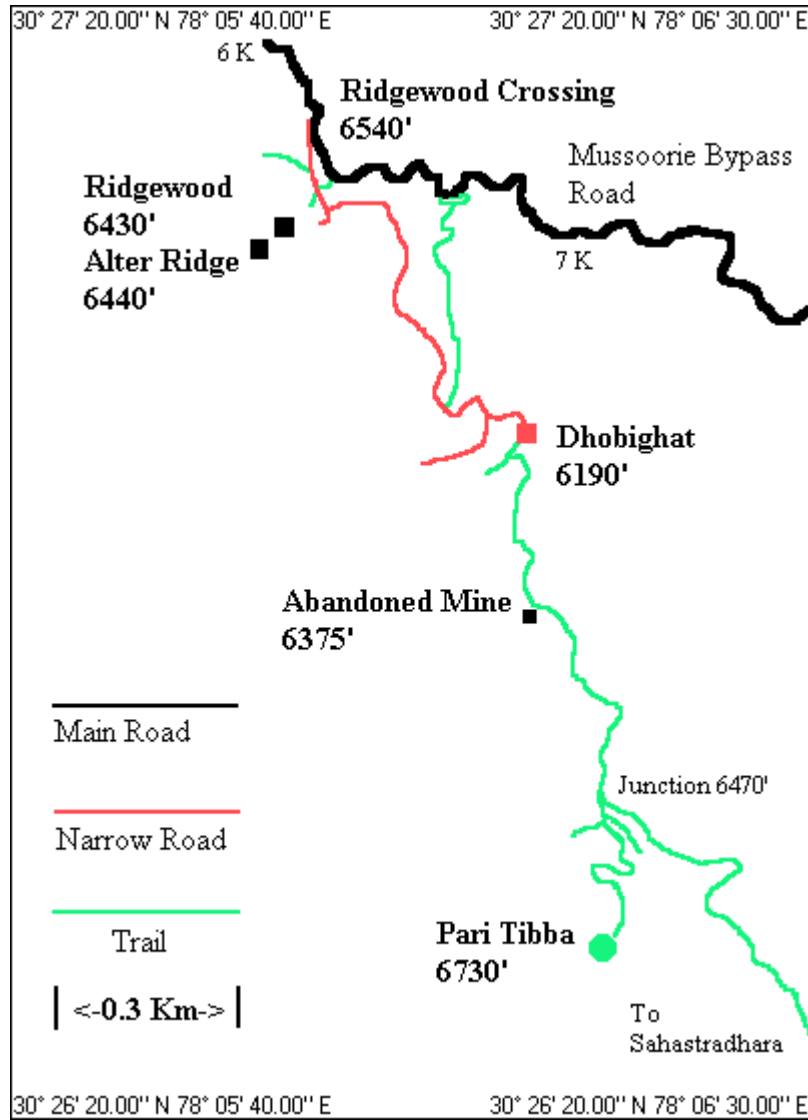 30° 27' 20.00" N 78° 05' 40.00" E
30° 27' 20.00" N 78° 06' 30.00" E
6 K
Ridgewood Crossing
6540'
Mussoorie Bypass
Road
Ridgewood
6430'
Alter Ridge
6440'
7 K
Dhobighat
6190'
Abandoned Mine
6375'
Main Road
Junction 6470'
Narrow Road
Trail
Pari Tibba
6730'
<-0.3 Km->
To
Sahastradhara
30° 26' 20.00" N 78° 05' 40.00" E
30° 26' 20.00" N 78° 06' 30.00" E